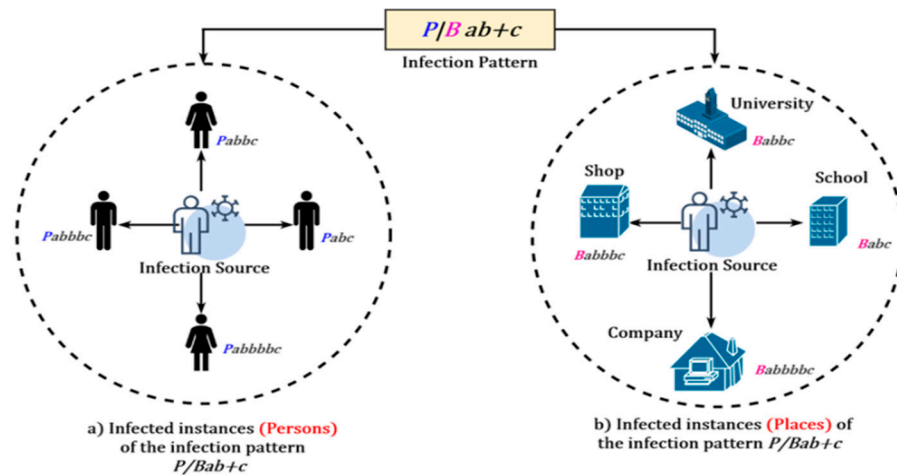 P/B ab+c
Infection Pattern
Pabbc
Pabbbc
Pabc
Infection Source
Pabbbbc
a) Infected instances (Persons)
of the infection pattern
P/Bab+c
University
Babbc
Shop
School
Babbbc
Babc
Infection Source
Company
Babbbbc
b) Infected instances (Places) of
the infection pattern P/Bab+c